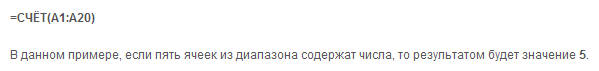 =СЧЁТ(A1:A20)
В данном примере, если пять ячеек из диапазона содержат числа, то результатом будет значение 5.